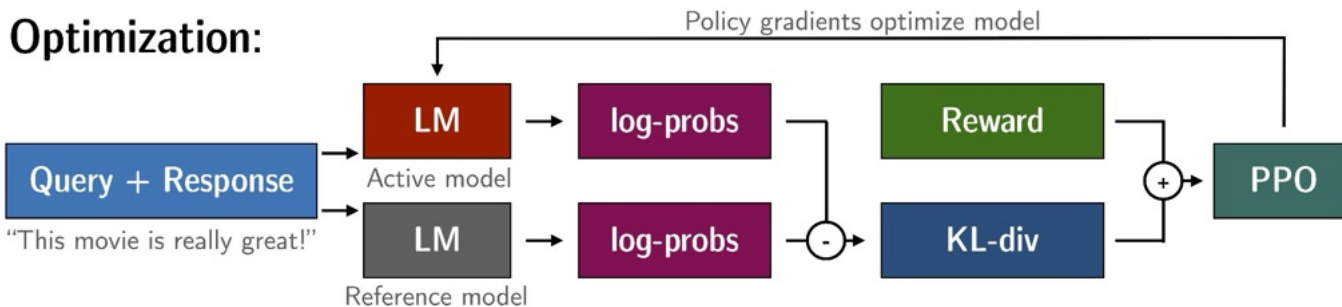 Policy gradients optimize model
Optimization:
LM
log-probs
Reward
Query + Response
Active model
+
PPO
"This movie is really great!"
LM
log-probs
-
KL-div
Reference model